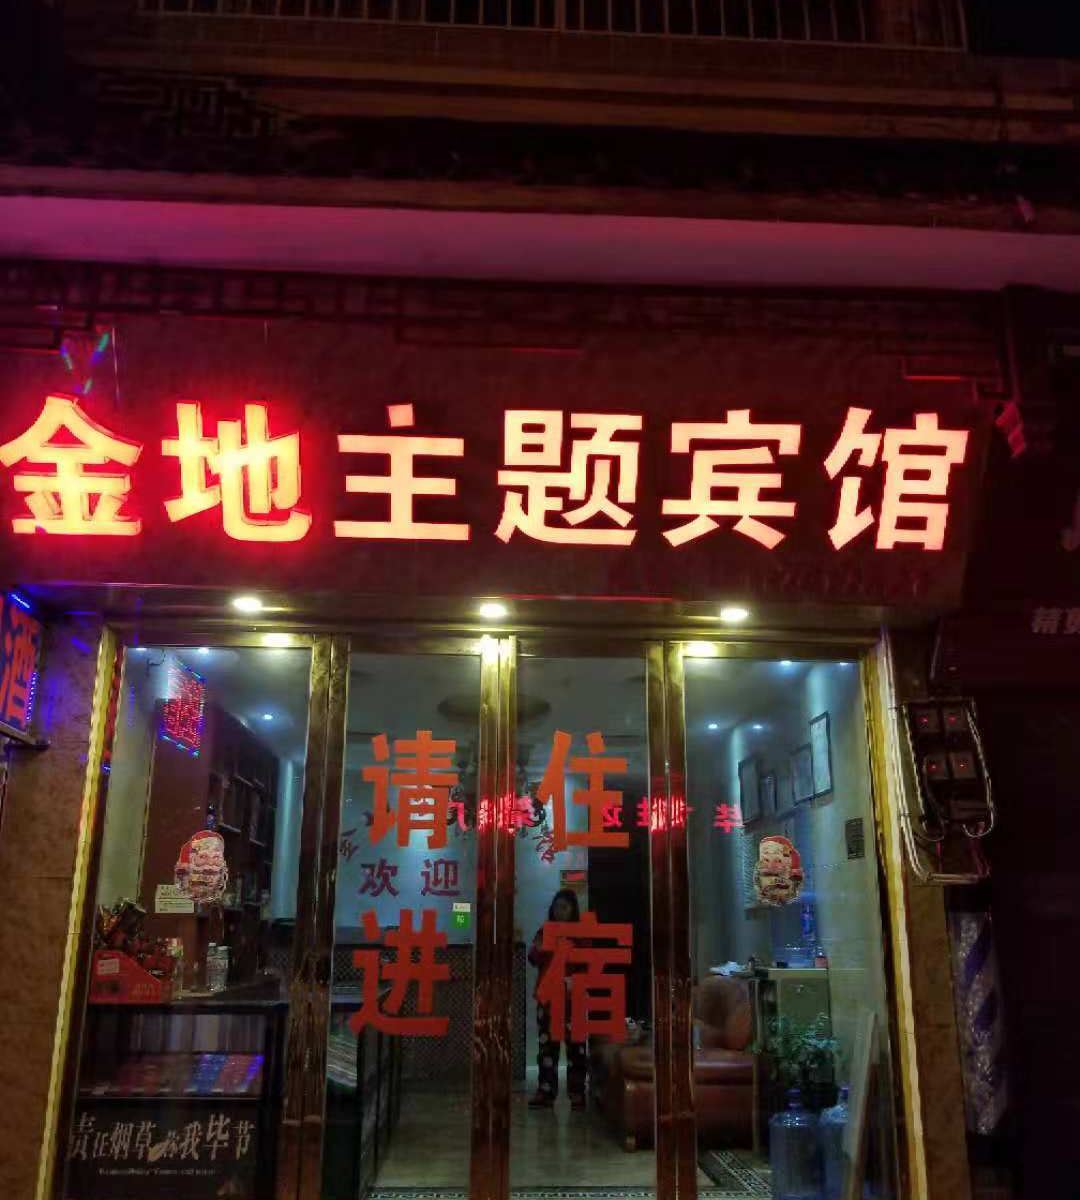 金地主题宾馆
酒
请 住
欢迎
进 宿
责任烟草 我毕节